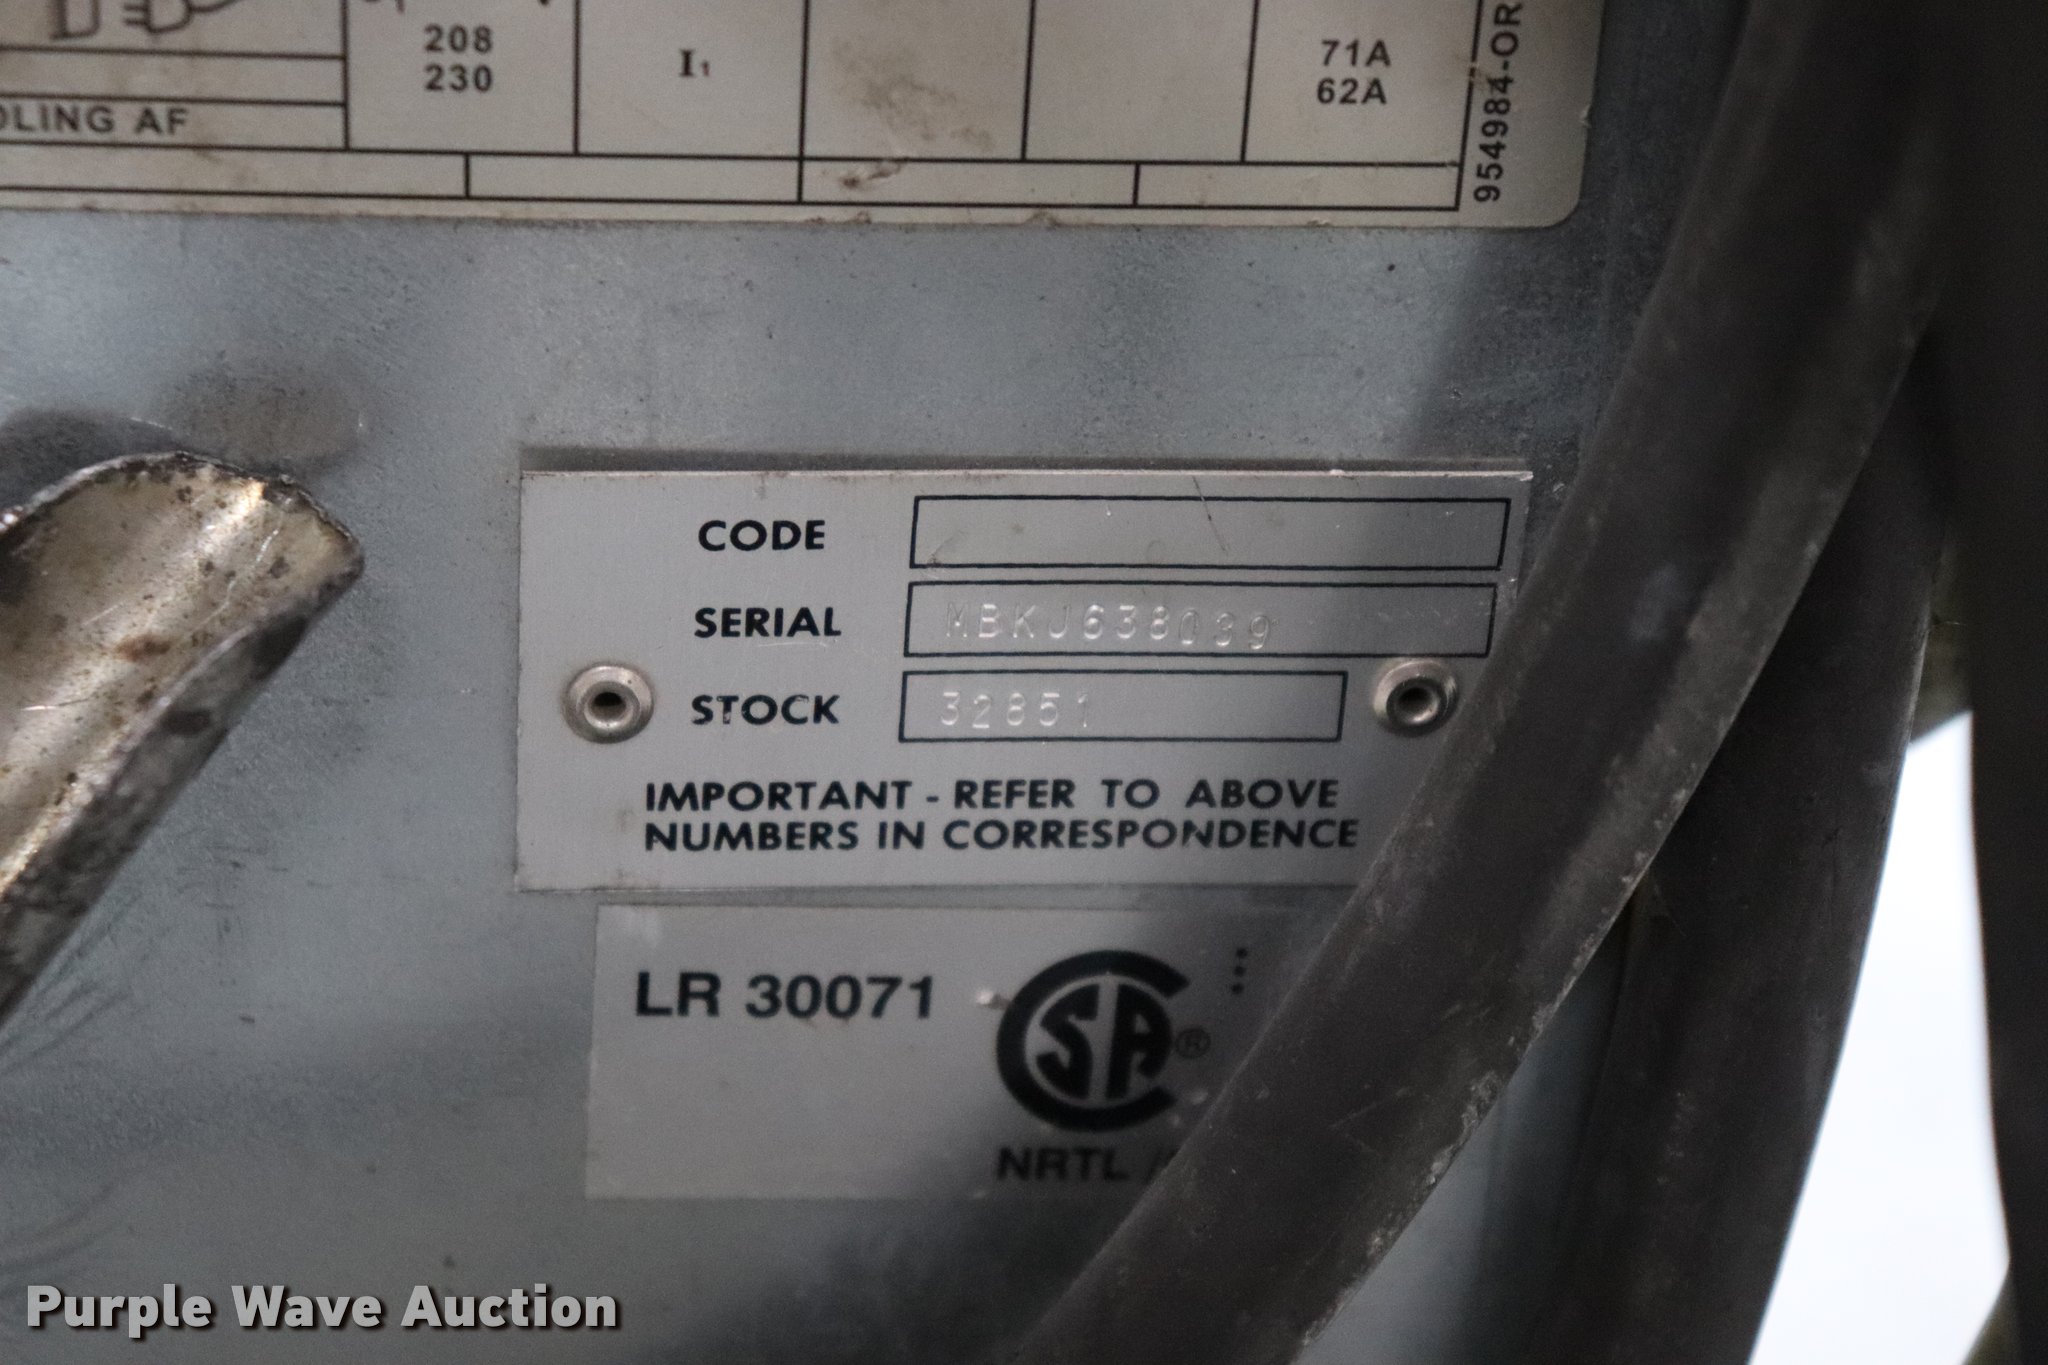 208
230
I₁
71A
62A
954984-OR
OLING AF
CODE
SERIAL MBKJ638039
STOCK 32851
IMPORTANT - REFER TO ABOVE
NUMBERS IN CORRESPONDENCE
LR 30071
CSA®
NRTL /
Purple Wave Auction